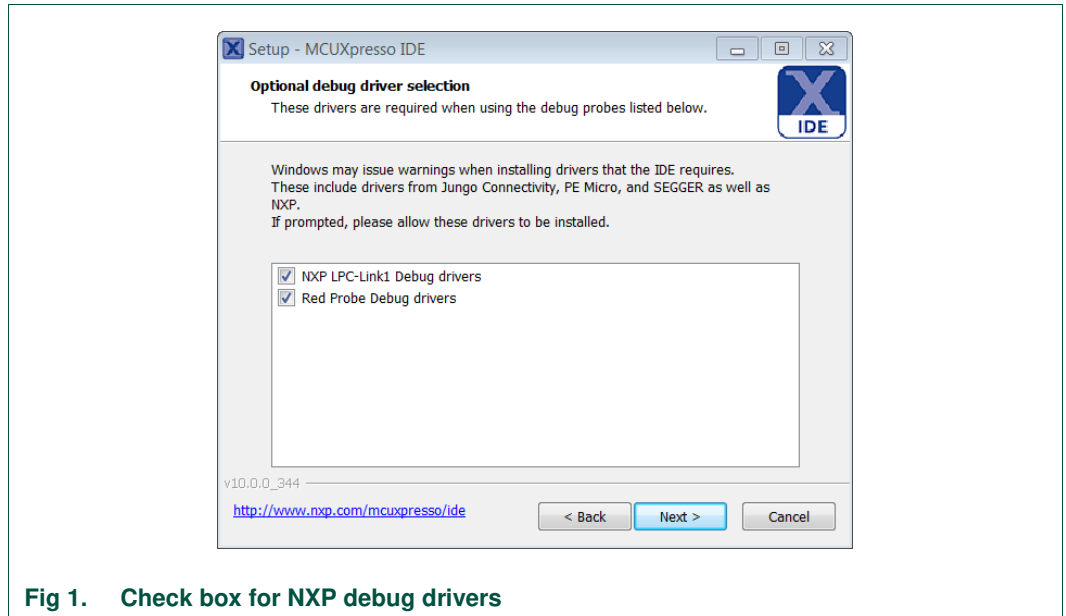 Setup - MCUXpresso IDE
Optional debug driver selection
These drivers are required when using the debug probes listed below.
X
IDE
Windows may issue warnings when installing drivers that the IDE requires.
These include drivers from Jungo Connectivity, PE Micro, and SEGGER as well as
NXP.
If prompted, please allow these drivers to be installed.
NXP LPC-Link1 Debug drivers
Red Probe Debug drivers
v10.0.0_344
http://www.nxp.com/mcuxpresso/ide
< Back Next > Cancel
Fig 1. Check box for NXP debug drivers